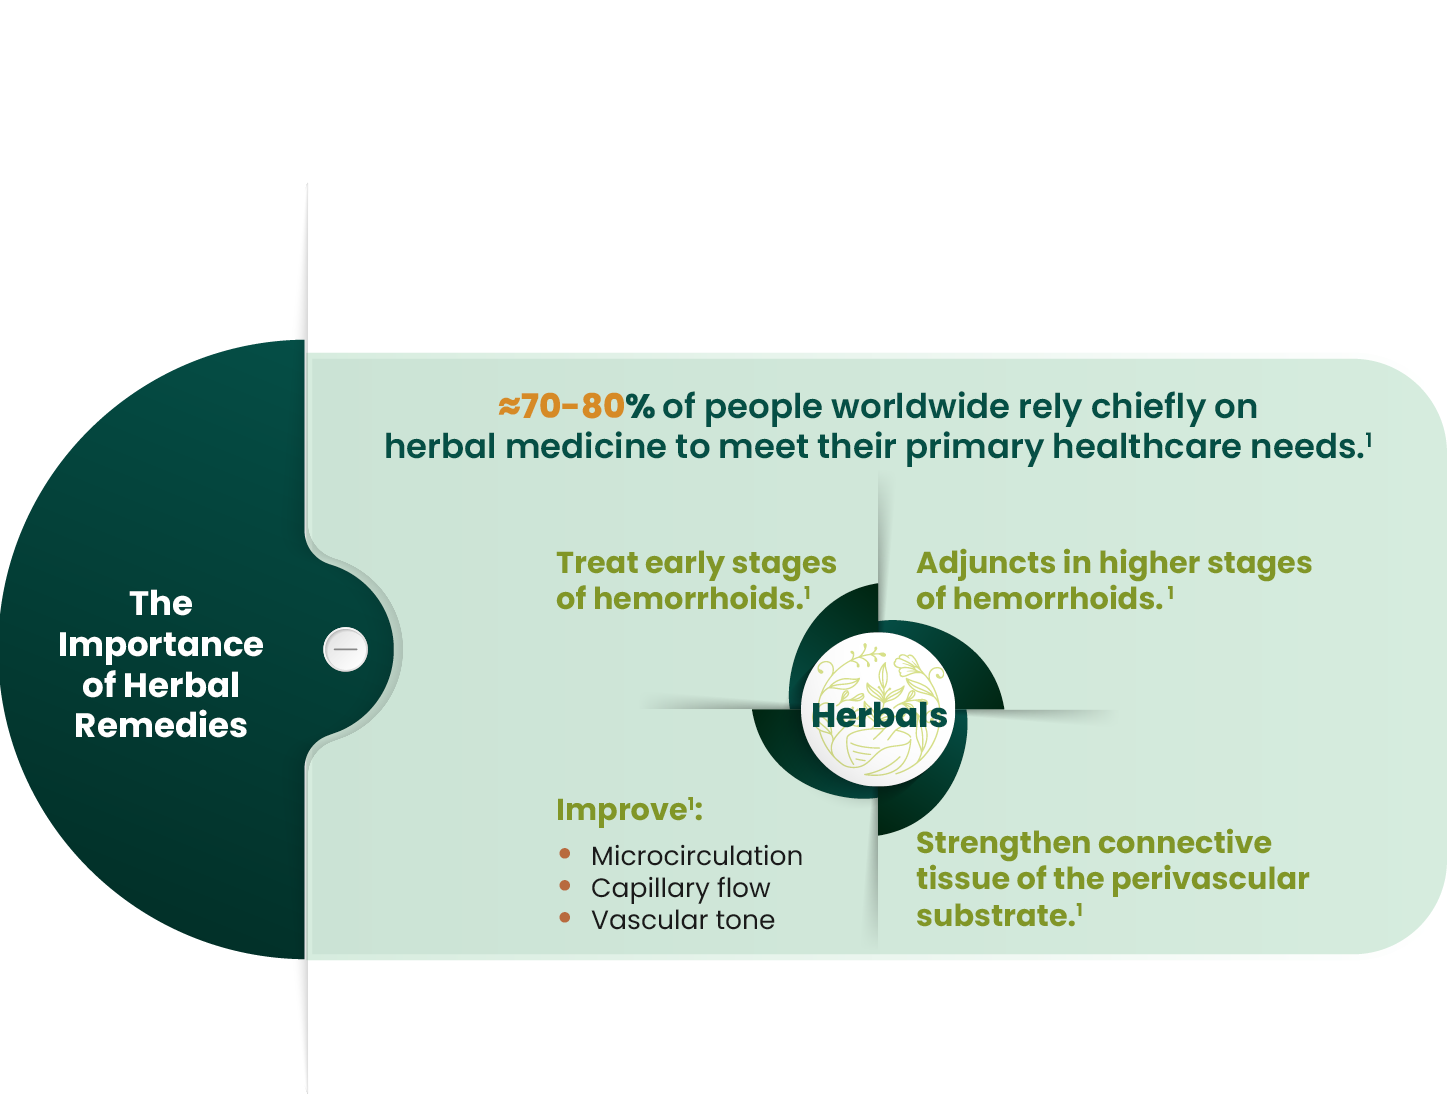 The
Importance
of Herbal
Remedies
≈70-80% of people worldwide rely chiefly on
herbal medicine to meet their primary healthcare needs.¹
Treat early stages
of hemorrhoids.¹
Adjuncts in higher stages
of hemorrhoids.¹
Herbals
Improve¹:
• Microcirculation
• Capillary flow
• Vascular tone
Strengthen connective
tissue of the perivascular
substrate.¹